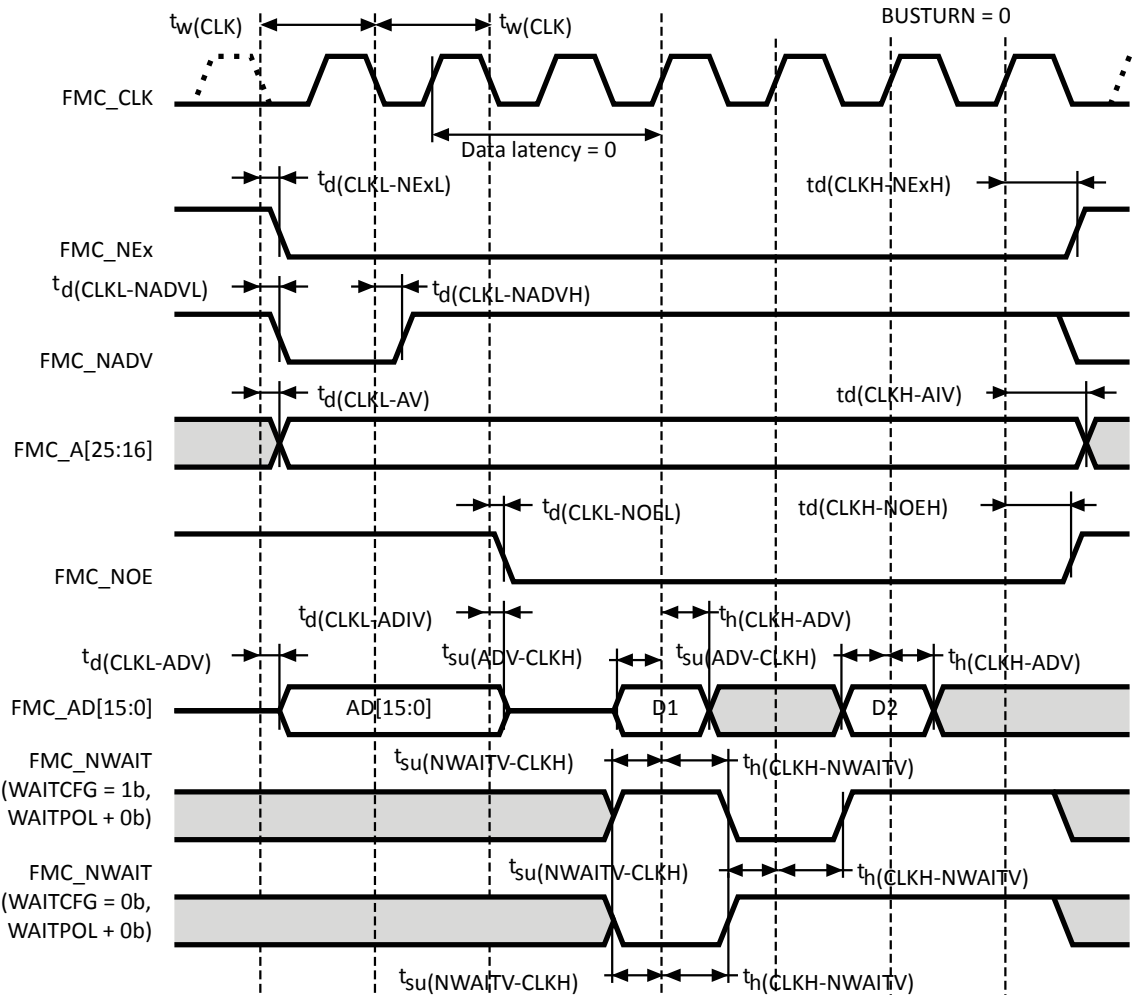 BUSTURN = 0
tw(CLK) tw(CLK)
FMC_CLK
Data latency = 0
td(CLKL-NExL) td(CLKH-NExH)
FMC_NEx
td(CLKL-NADVL) td(CLKL-NADVH)
FMC_NADV
td(CLKL-AV) td(CLKH-AIV)
FMC_A[25:16]
td(CLKL-NOEL) td(CLKH-NOEH)
FMC_NOE
td(CLKL-ADIV) th(CLKH-ADV)
td(CLKL-ADV) tsu(ADV-CLKH) tsu(ADV-CLKH) th(CLKH-ADV)
FMC_AD[15:0] AD[15:0] D1 D2
FMC_NWAIT tsu(NWAITV-CLKH) th(CLKH-NWAITV)
(WAITCFG = 1b,
WAITPOL + 0b)
tsu(NWAITV-CLKH) th(CLKH-NWAITV)
FMC_NWAIT
(WAITCFG = 0b,
WAITPOL + 0b)
tsu(NWAITV-CLKH) th(CLKH-NWAITV)